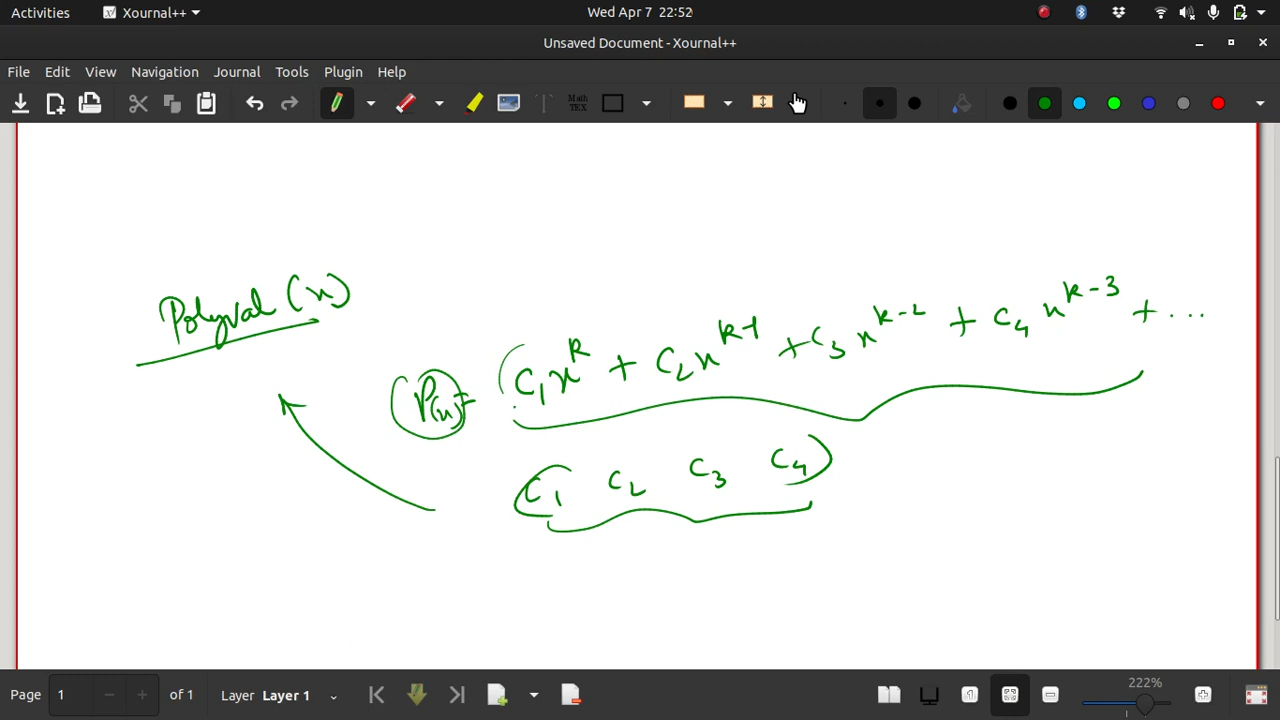 Activities Xournal++ Wed Apr 7 22:52
Unsaved Document - Xournal++
File Edit View Navigation Journal Tools Plugin Help
Math TEX
Polyval (x)
P(x) = (C₁x^k + C₂x^k-1 + C₃x^k-2 + C₄x^k-3 + ...
C₁ C₂ C₃ C₄)
Page 1 of 1 Layer Layer 1 222%